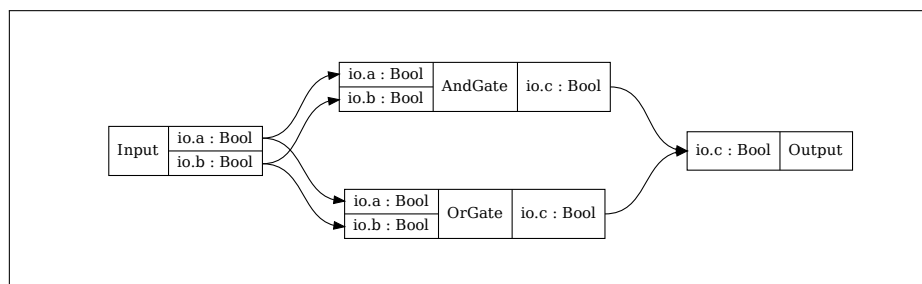 Input
io.a : Bool
io.b : Bool
io.a : Bool
io.b : Bool
AndGate
io.c : Bool
io.a : Bool
io.b : Bool
OrGate
io.c : Bool
io.c : Bool
Output